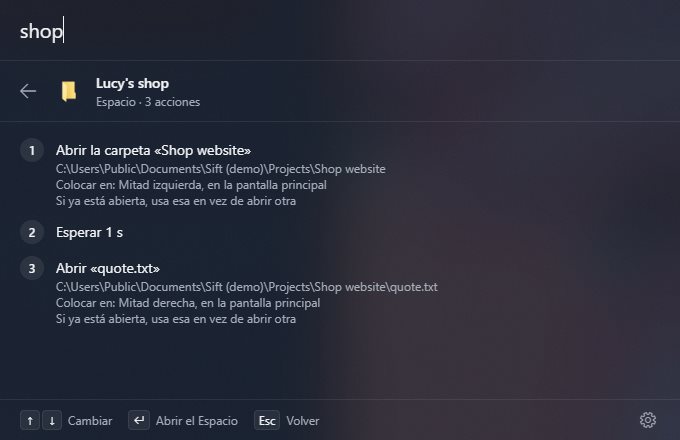 shop
Lucy's shop
Espacio · 3 acciones
1 Abrir la carpeta «Shop website»
C:\Users\Public\Documents\Sift (demo)\Projects\Shop website
Colocar en: Mitad izquierda, en la pantalla principal
Si ya está abierta, usa esa en vez de abrir otra
2 Esperar 1 s
3 Abrir «quote.txt»
C:\Users\Public\Documents\Sift (demo)\Projects\Shop website\quote.txt
Colocar en: Mitad derecha, en la pantalla principal
Si ya está abierta, usa esa en vez de abrir otra
↑ ↓ Cambiar ↵ Abrir el Espacio Esc Volver